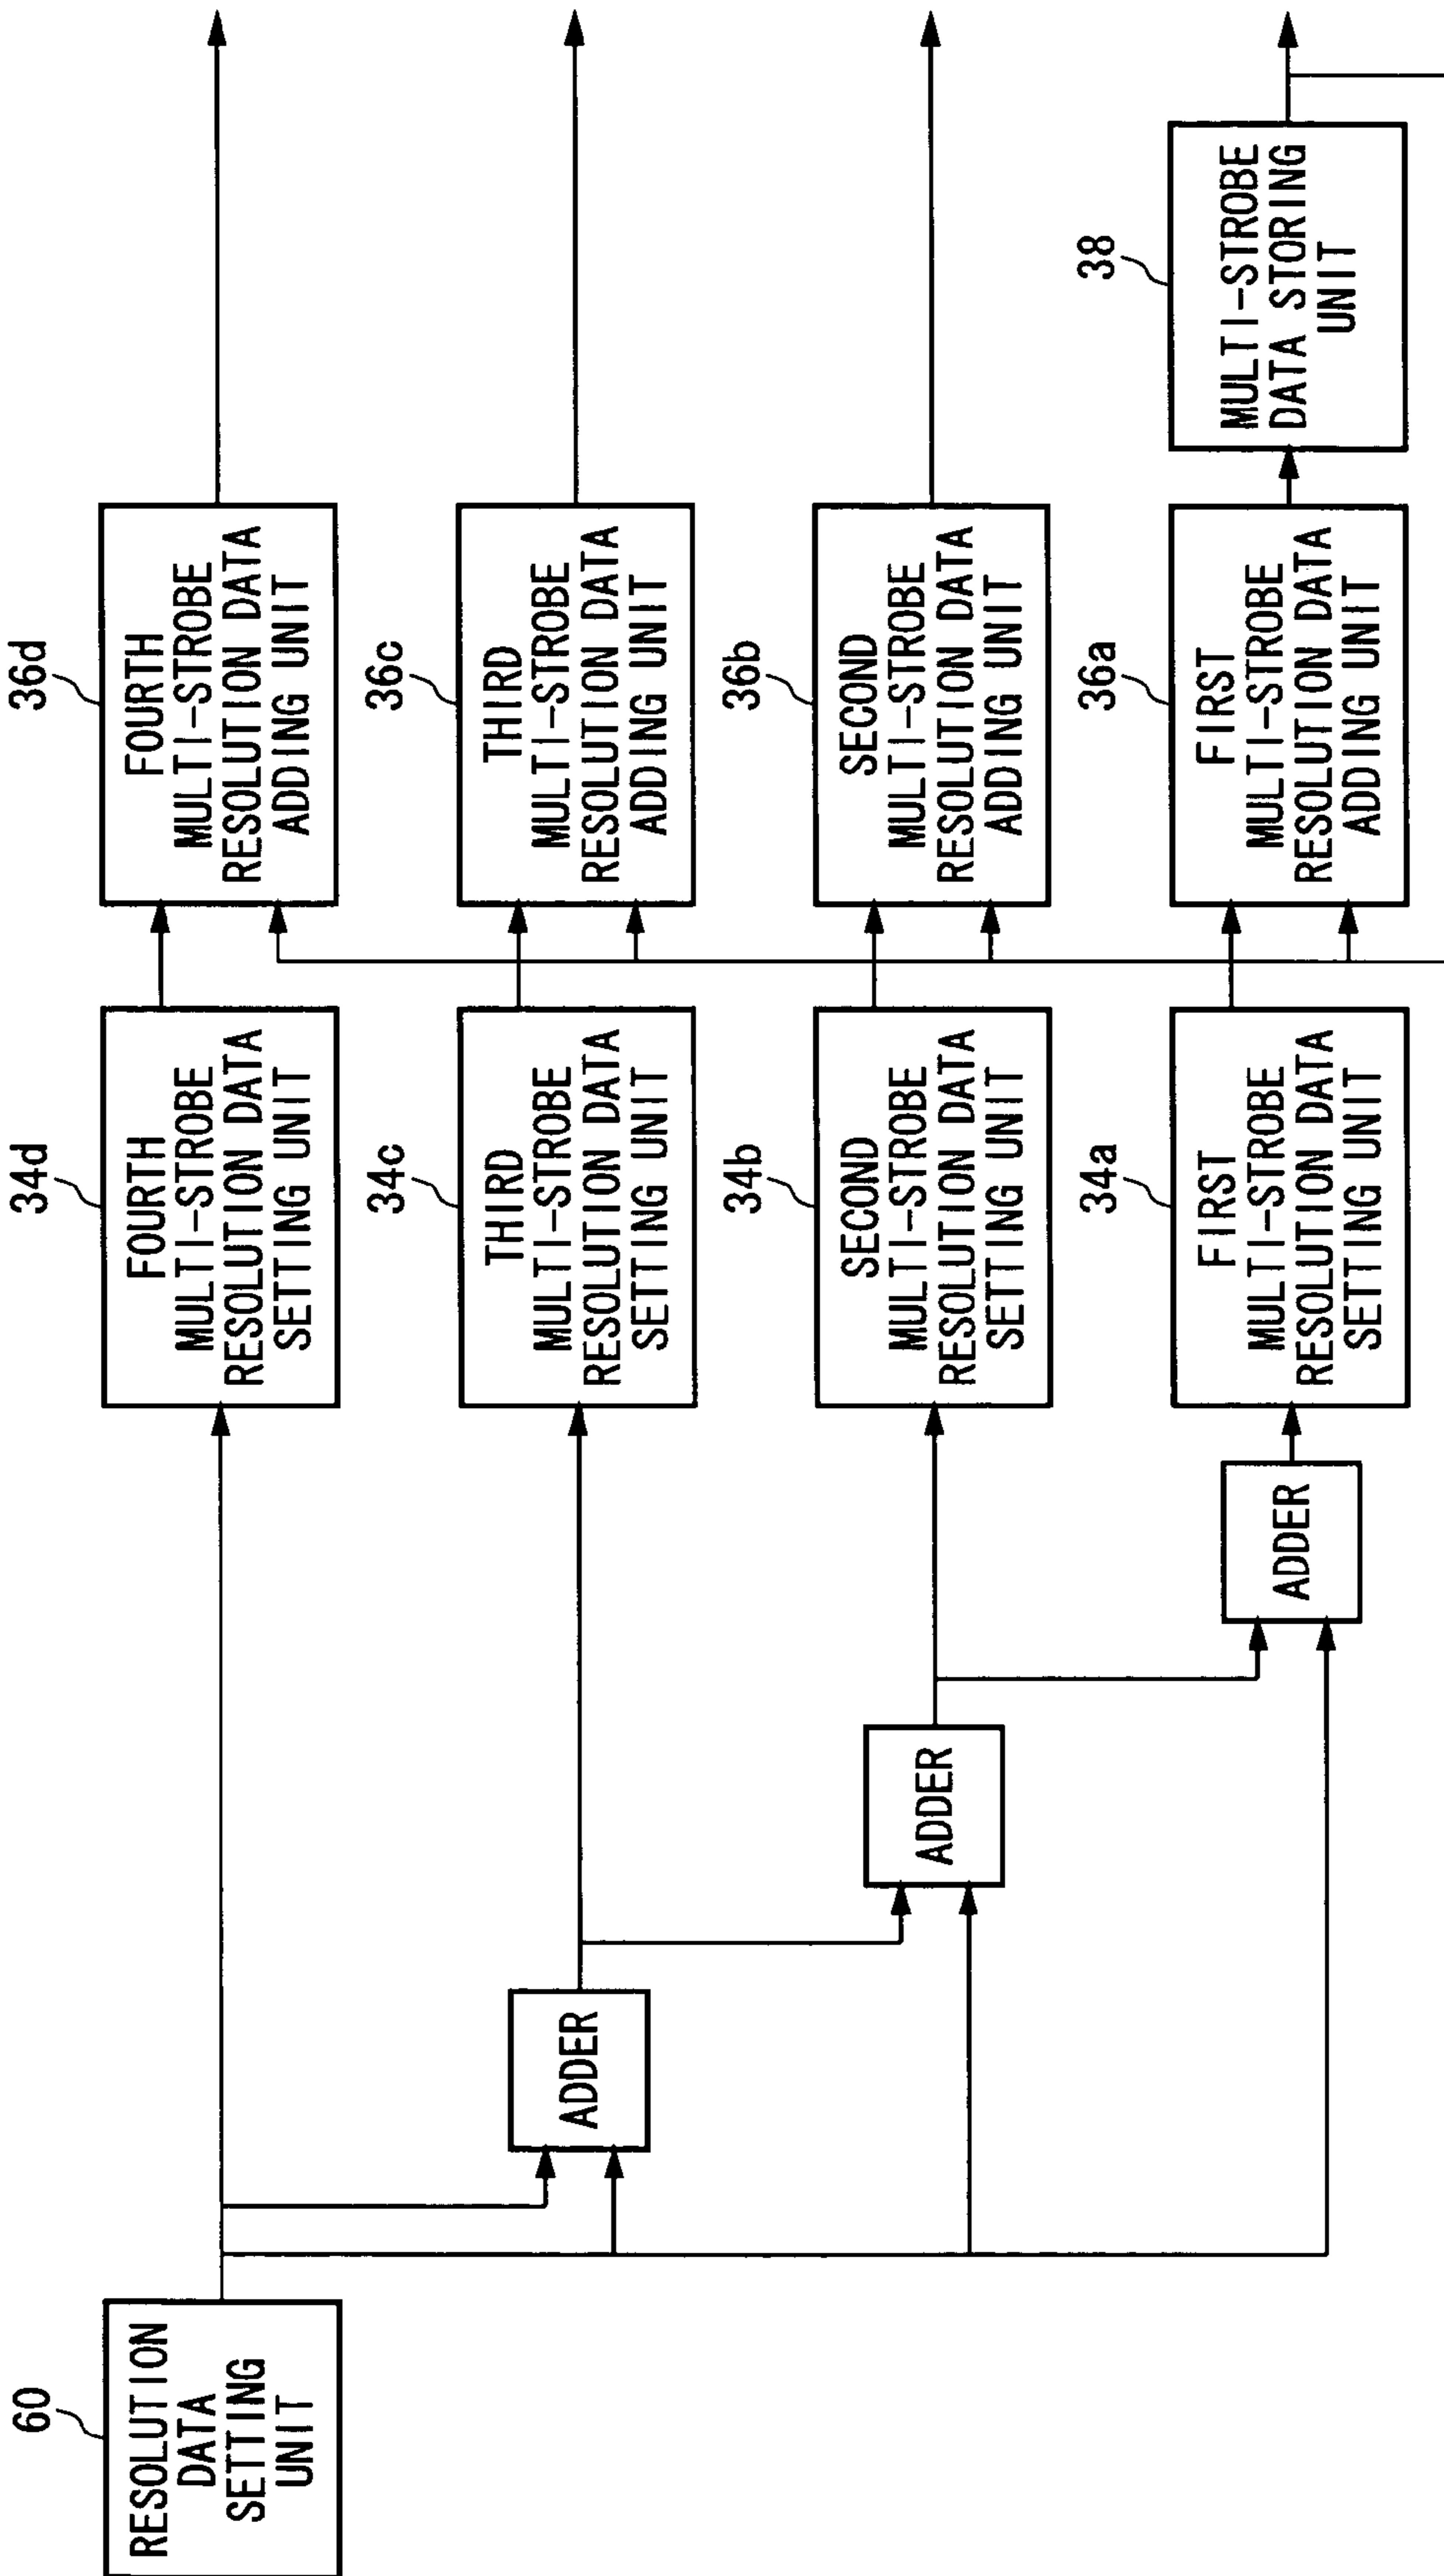 60
RESOLUTION
DATA
SETTING
UNIT
ADDER
ADDER
ADDER
34d
FOURTH
MULTI-STROBE
RESOLUTION DATA
SETTING UNIT
34c
THIRD
MULTI-STROBE
RESOLUTION DATA
SETTING UNIT
34b
SECOND
MULTI-STROBE
RESOLUTION DATA
SETTING UNIT
34a
FIRST
MULTI-STROBE
RESOLUTION DATA
SETTING UNIT
36d
FOURTH
MULTI-STROBE
RESOLUTION DATA
ADDING UNIT
36c
THIRD
MULTI-STROBE
RESOLUTION DATA
ADDING UNIT
36b
SECOND
MULTI-STROBE
RESOLUTION DATA
ADDING UNIT
36a
FIRST
MULTI-STROBE
RESOLUTION DATA
ADDING UNIT
38
MULTI-STROBE
DATA STORING
UNIT